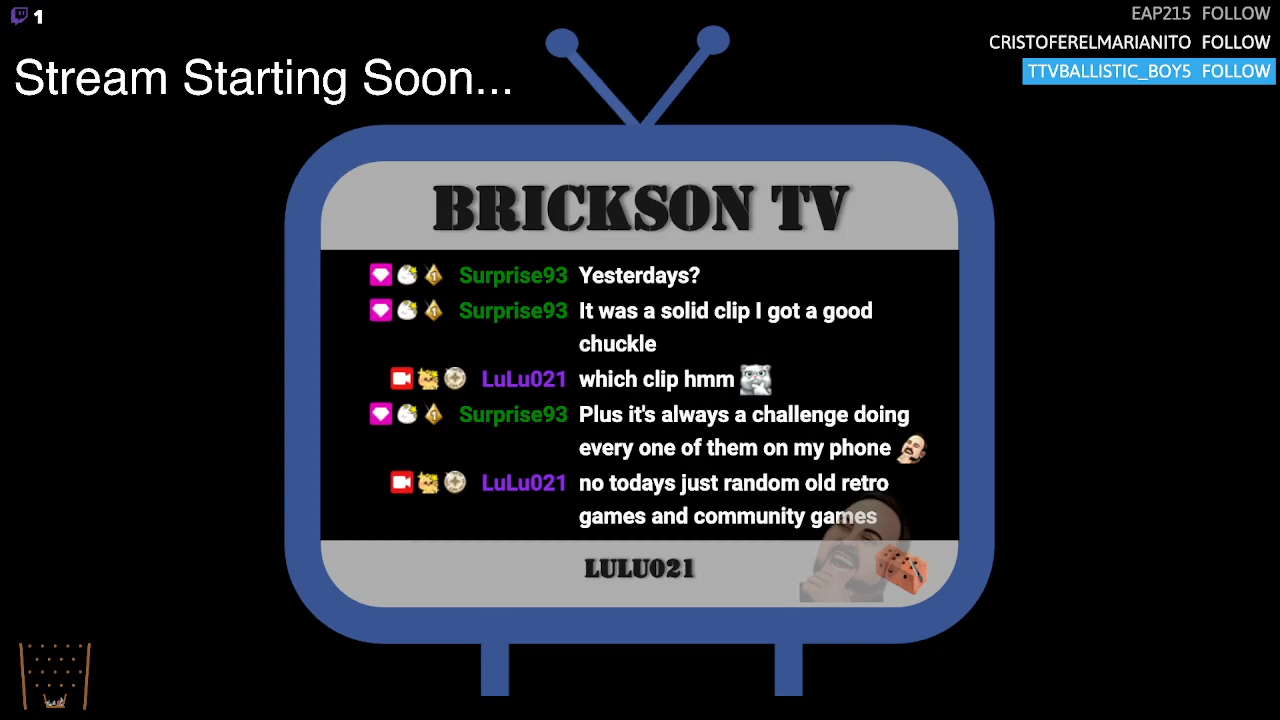 1
EAP215 FOLLOW
CRISTOFERELMARIANITO FOLLOW
TTVBALLISTIC_BOY5 FOLLOW
Stream Starting Soon...
BRICKSON TV
Surprise93 Yesterdays?
Surprise93 It was a solid clip I got a good
chuckle
LuLu021 which clip hmm
Surprise93 Plus it's always a challenge doing
every one of them on my phone
LuLu021 no todays just random old retro
games and community games
LULU021